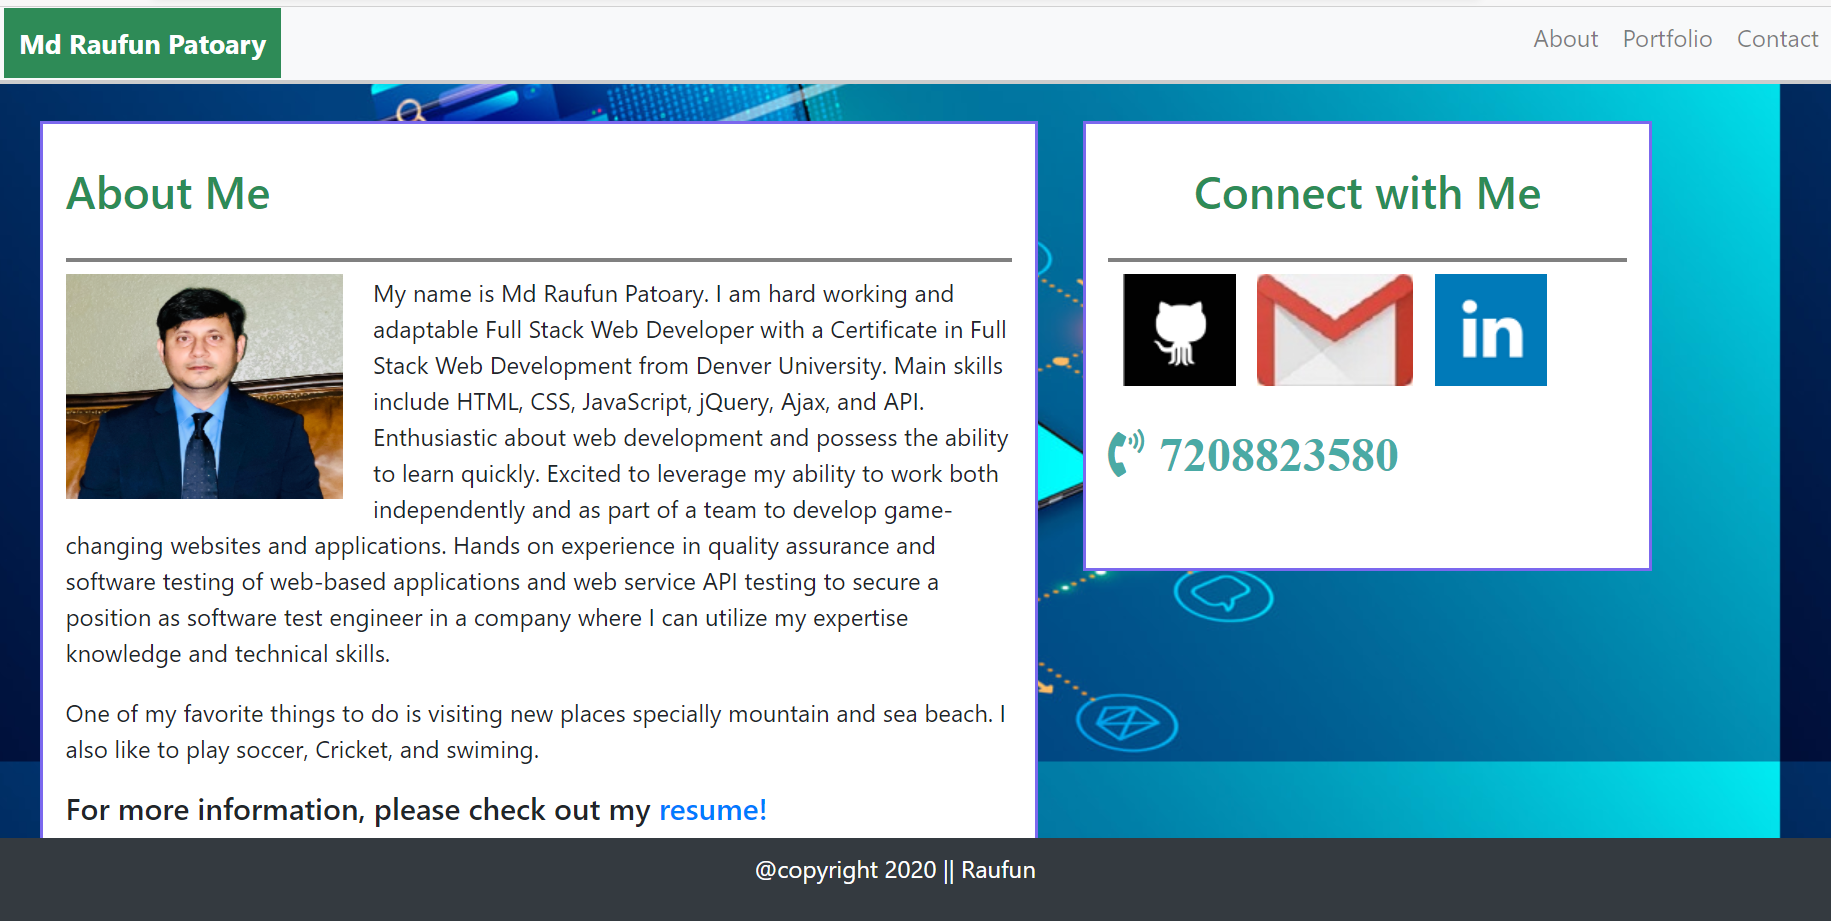 Md Raufun Patoary
About Portfolio Contact
About Me
My name is Md Raufun Patoary. I am hard working and
adaptable Full Stack Web Developer with a Certificate in Full
Stack Web Development from Denver University. Main skills
include HTML, CSS, JavaScript, jQuery, Ajax, and API.
Enthusiastic about web development and possess the ability
to learn quickly. Excited to leverage my ability to work both
independently and as part of a team to develop game-
changing websites and applications. Hands on experience in quality assurance and
software testing of web-based applications and web service API testing to secure a
position as software test engineer in a company where I can utilize my expertise
knowledge and technical skills.
One of my favorite things to do is visiting new places specially mountain and sea beach. I
also like to play soccer, Cricket, and swiming.
For more information, please check out my resume!
Connect with Me
in
7208823580
@copyright 2020 || Raufun